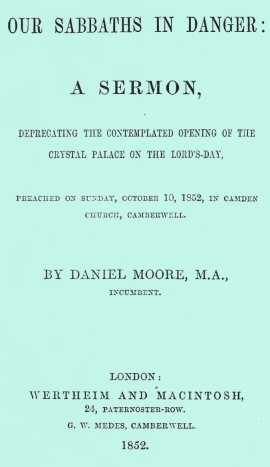 OUR SABBATHS IN DANGER:
A SERMON,
DEPRECATING THE CONTEMPLATED OPENING OF THE
CRYSTAL PALACE ON THE LORD'S-DAY,
PREACHED ON SUNDAY, OCTOBER 10, 1852, IN CAMDEN
CHURCH, CAMBERWELL.
BY DANIEL MOORE, M.A.,
INCUMBENT.
LONDON:
WERTHEIM AND MACINTOSH,
24, PATERNOSTER-ROW.
G. W. MEDES, CAMBERWELL.
1852.